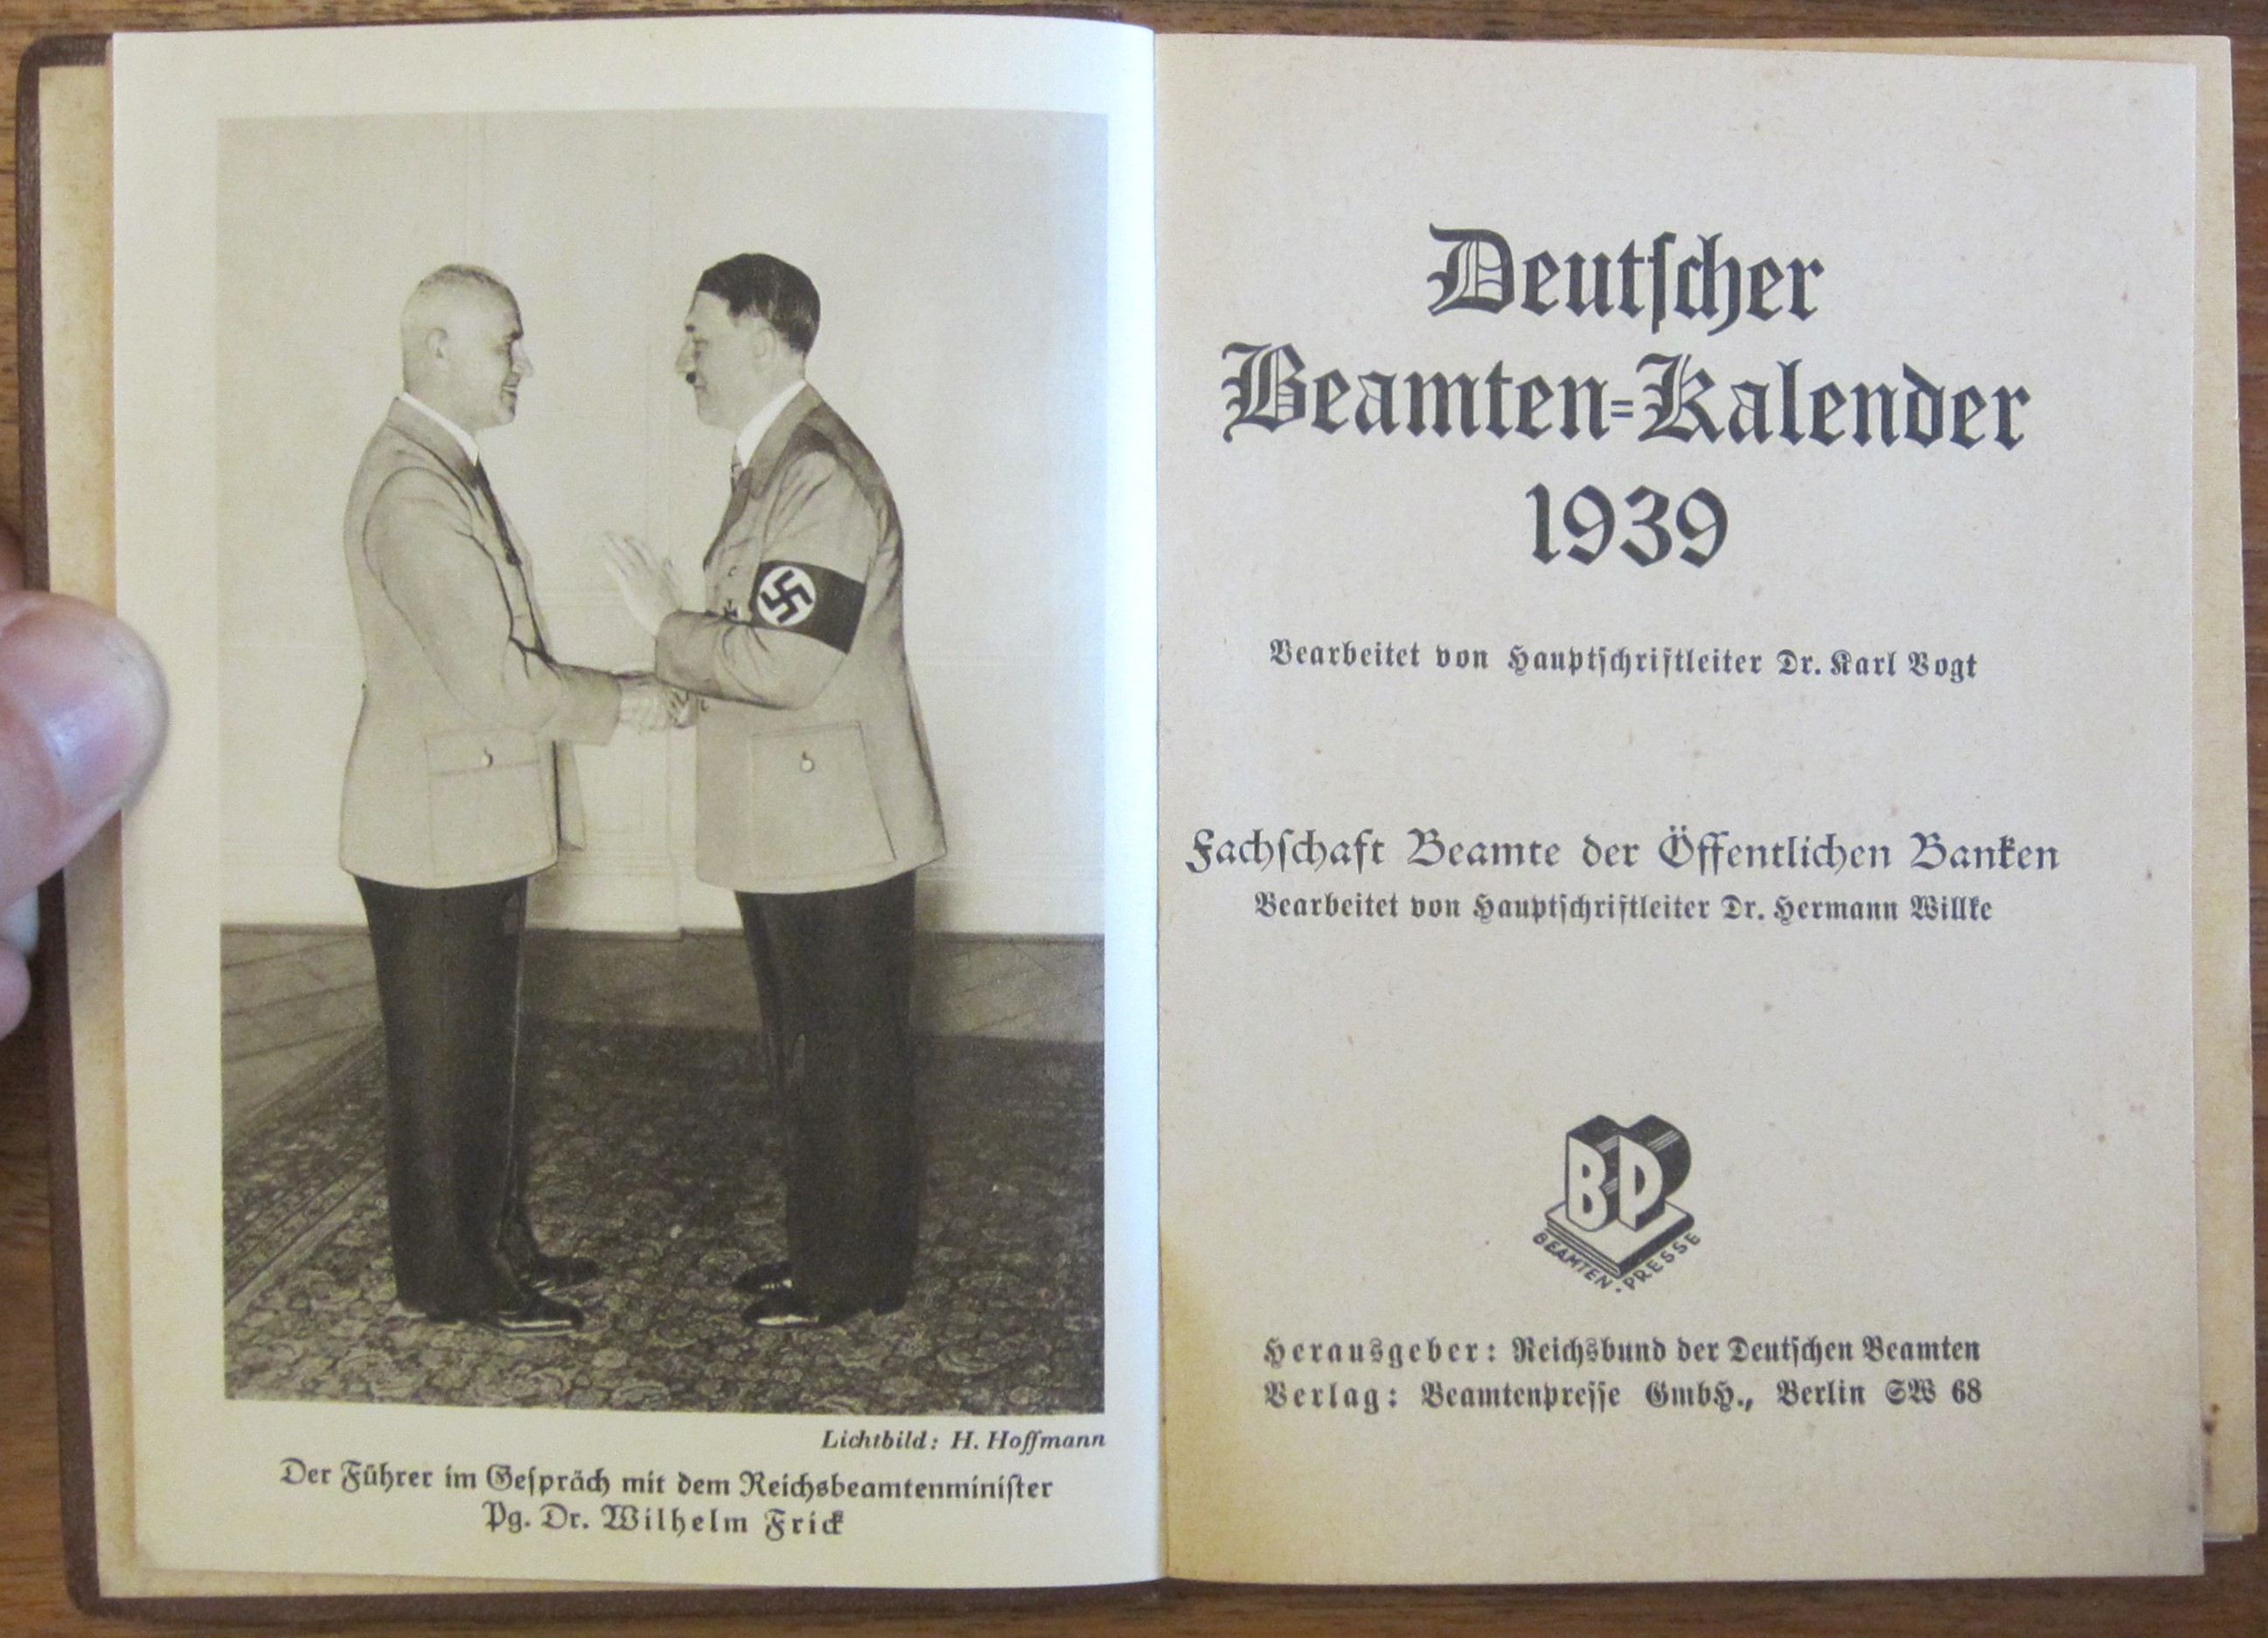 Lichtbild: H. Hoffmann
Der Führer im Geſpräch mit dem Reichsbeamtenminiſter
Pg. Dr. Wilhelm Frick
Deutſcher
Beamten=Kalender
1939
Bearbeitet von Hauptſchriftleiter Dr. Karl Vogt
Fachſchaft Beamte der Öffentlichen Banken
Bearbeitet von Hauptſchriftleiter Dr. Hermann Willke
BP
BEAMTEN-PRESSE
Herausgeber: Reichsbund der Deutſchen Beamten
Verlag: Beamtenpreſſe GmbH., Berlin SW 68